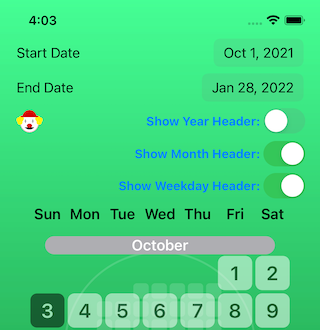 4:03
Start Date Oct 1, 2021
End Date Jan 28, 2022
Show Year Header:
Show Month Header:
Show Weekday Header:
Sun Mon Tue Wed Thu Fri Sat
October
1 2
3 4 5 6 7 8 9